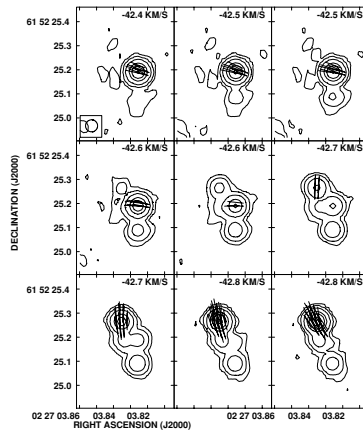 61 52 25.4 -42.4 KM/S -42.5 KM/S -42.5 KM/S
25.3
25.2
25.1
25.0
61 52 25.4 -42.6 KM/S -42.6 KM/S -42.7 KM/S
25.3
25.2
25.1
25.0
DECLINATION (J2000)
61 52 25.4 -42.7 KM/S -42.8 KM/S -42.8 KM/S
25.3
25.2
25.1
25.0
02 27 03.86 03.84 03.82 02 27 03.86 03.84 03.82
RIGHT ASCENSION (J2000)